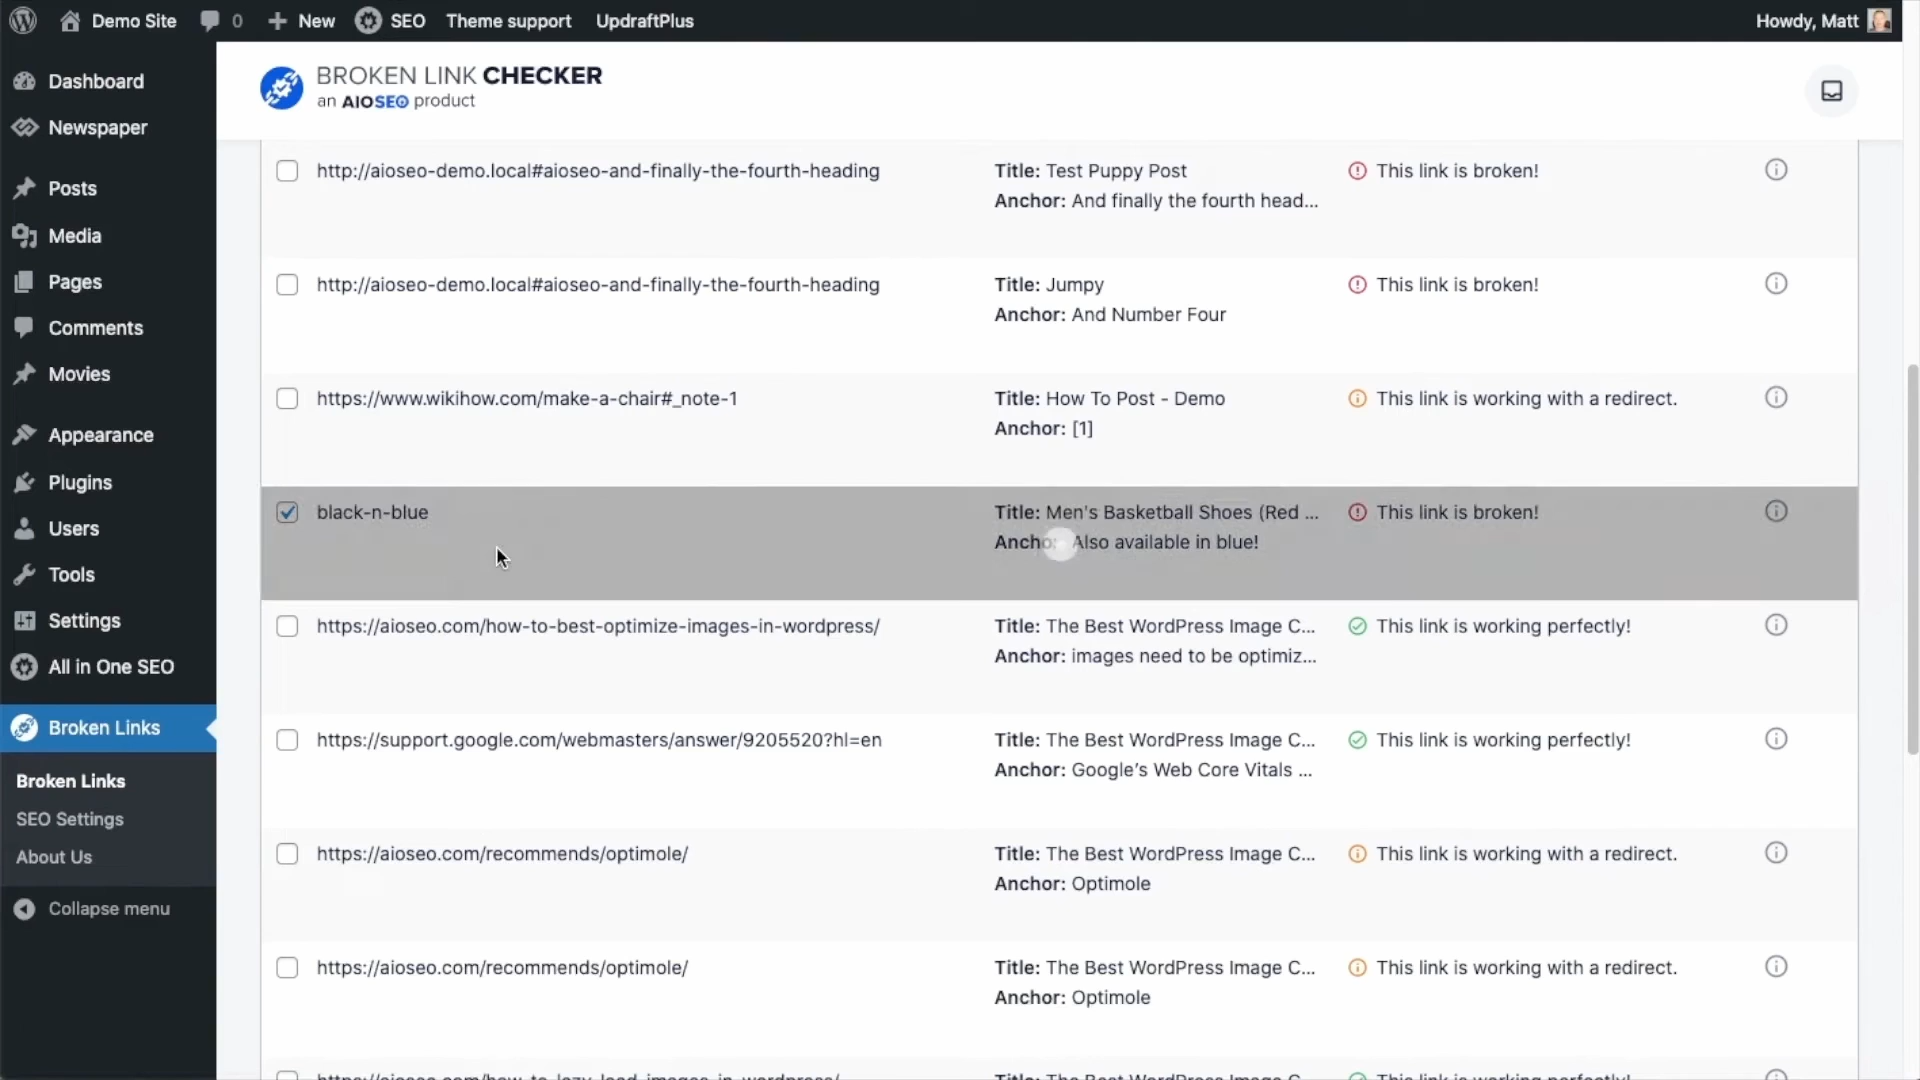 Demo Site
0
New
SEO
Theme support
UpdraftPlus
Howdy, Matt
Dashboard
Newspaper
Posts
Media
Pages
Comments
Movies
Appearance
Plugins
Users
Tools
Settings
All in One SEO
Broken Links
Broken Links
SEO Settings
About Us
Collapse menu
BROKEN LINK CHECKER
an AIOSEO product
http://aioseo-demo.local#aioseo-and-finally-the-fourth-heading
Title: Test Puppy Post
Anchor: And finally the fourth head...
This link is broken!
http://aioseo-demo.local#aioseo-and-finally-the-fourth-heading
Title: Jumpy
Anchor: And Number Four
This link is broken!
https://www.wikihow.com/make-a-chair#_note-1
Title: How To Post - Demo
Anchor: [1]
This link is working with a redirect.
black-n-blue
Title: Men's Basketball Shoes (Red ...
Also available in blue!
This link is broken!
https://aioseo.com/how-to-best-optimize-images-in-wordpress/
Title: The Best WordPress Image C...
Anchor: images need to be optimiz...
This link is working perfectly!
https://support.google.com/webmasters/answer/9205520?hl=en
Title: The Best WordPress Image C...
Anchor: Google's Web Core Vitals ...
This link is working perfectly!
https://aioseo.com/recommends/optimole/
Title: The Best WordPress Image C...
Anchor: Optimole
This link is working with a redirect.
https://aioseo.com/recommends/optimole/
Title: The Best WordPress Image C...
Anchor: Optimole
This link is working with a redirect.